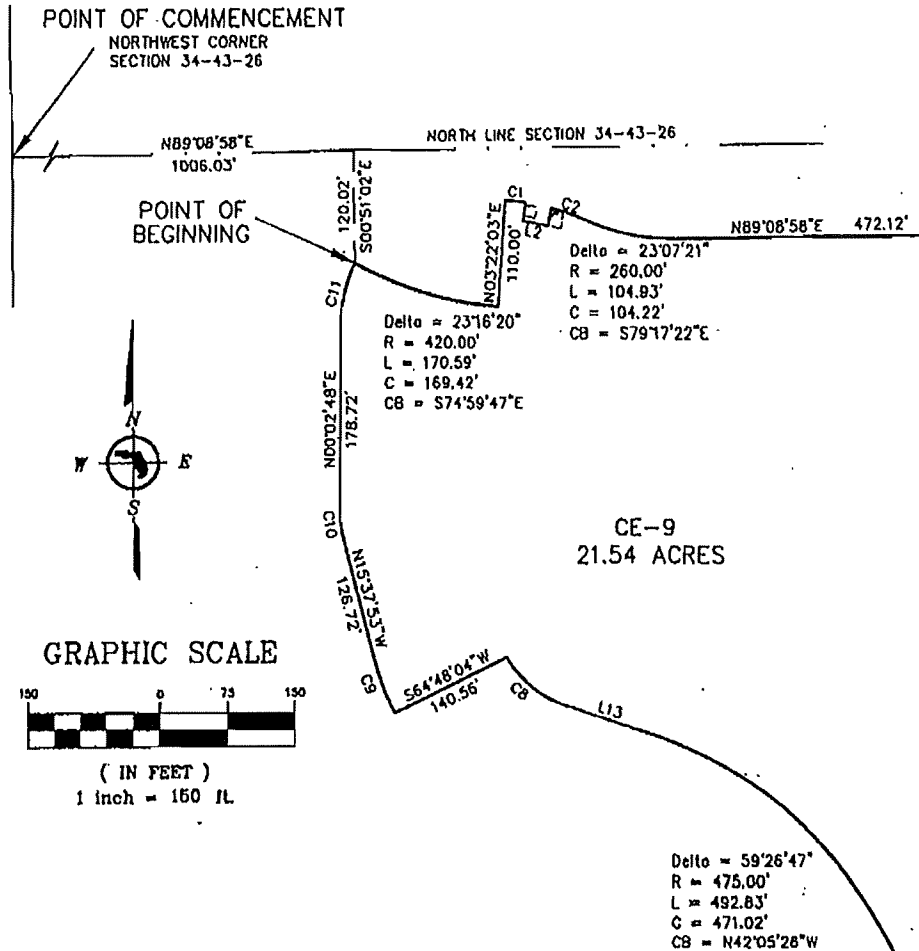 POINT OF COMMENCEMENT
NORTHWEST CORNER
SECTION 34-43-26
N89°08'58"E
1006.03'
NORTH LINE SECTION 34-43-26
120.02'
S00°51'02"E
POINT OF
BEGINNING
C11
N03°22'03"E
110.00'
C1
L2
C2
N89°08'58"E 472.12'
Delta = 23°07'21"
R = 260.00'
L = 104.93'
C = 104.22'
CB = S79°17'22"E
Delta = 23°16'20"
R = 420.00'
L = 170.59'
C = 169.42'
CB = S74°59'47"E
N00°02'48"E
178.72'
N
W E
S
C10
CE-9
21.54 ACRES
N15°37'53"W
126.72'
C9
S64°48'04"W
140.56'
C8
L13
GRAPHIC SCALE
150 0 75 150
( IN FEET )
1 inch = 150 ft.
Delta = 59°26'47"
R = 475.00'
L = 492.83'
C = 471.02'
CB = N42°05'28"W